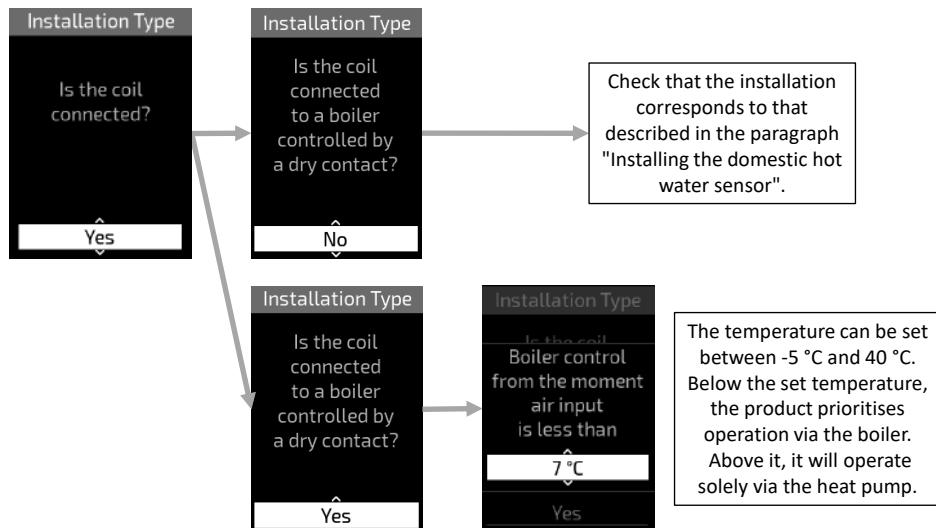 Installation Type
Is the coil
connected?
Yes
Installation Type
Is the coil
connected
to a boiler
controlled by
a dry contact?
No
Check that the installation
corresponds to that
described in the paragraph
"Installing the domestic hot
water sensor".
Installation Type
Is the coil
connected
to a boiler
controlled by
a dry contact?
Yes
Installation Type
Is the coil
Boiler control
from the moment
air input
is less than
7 °C
Yes
The temperature can be set
between -5 °C and 40 °C.
Below the set temperature,
the product prioritises
operation via the boiler.
Above it, it will operate
solely via the heat pump.